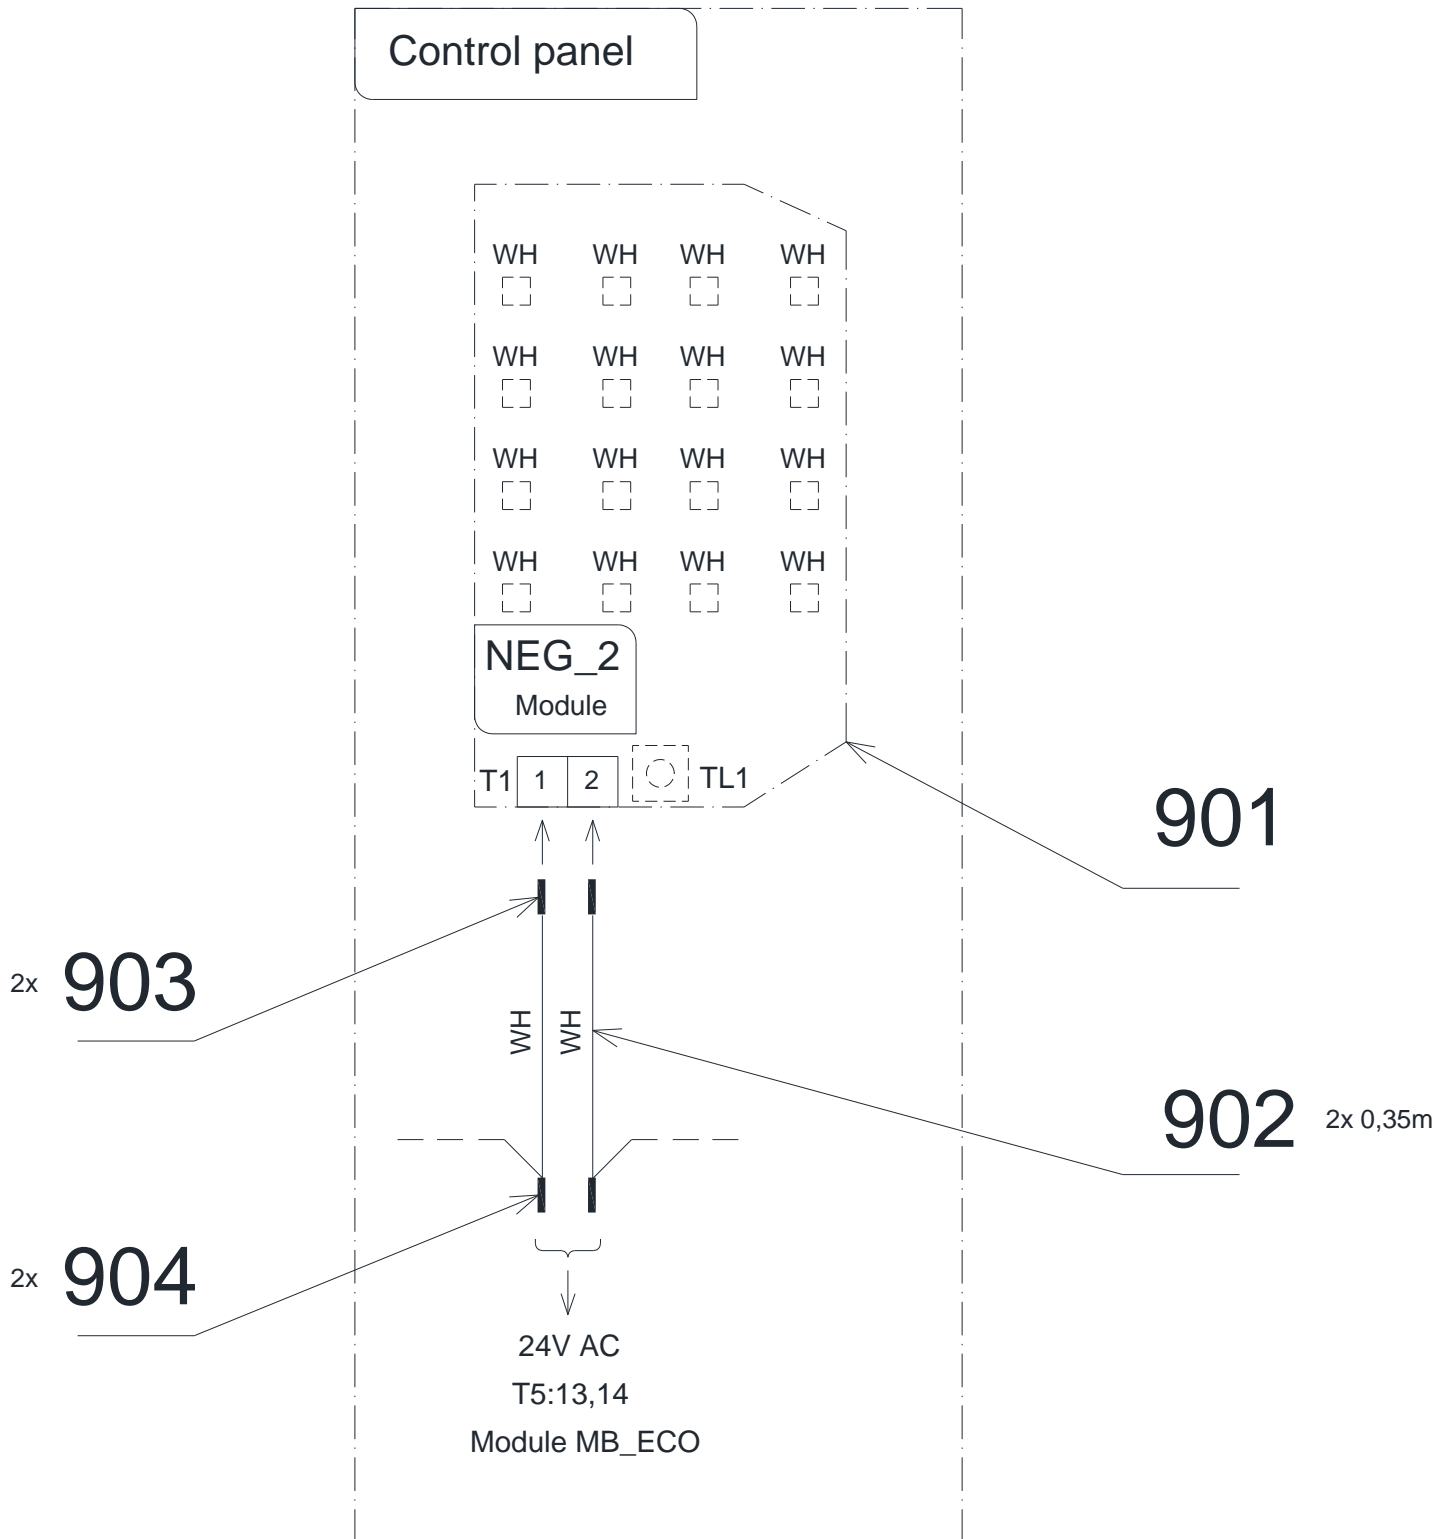 Control panel
WH WH WH WH
WH WH WH WH
WH WH WH WH
WH WH WH WH
NEG_2
Module
T1 1 2 TL1
901
2x 903
WH WH
902 2x 0,35m
2x 904
24V AC
T5:13,14
Module MB_ECO